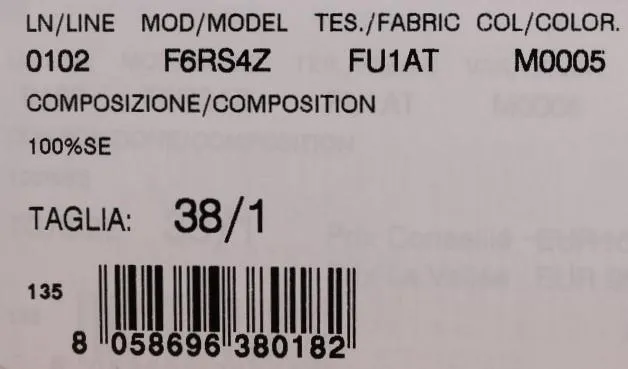 LN/LINE MOD/MODEL TES./FABRIC COL/COLOR.
0102 F6RS4Z FU1AT M0005
COMPOSIZIONE/COMPOSITION
100%SE
TAGLIA: 38/1
135
8 058696 380182